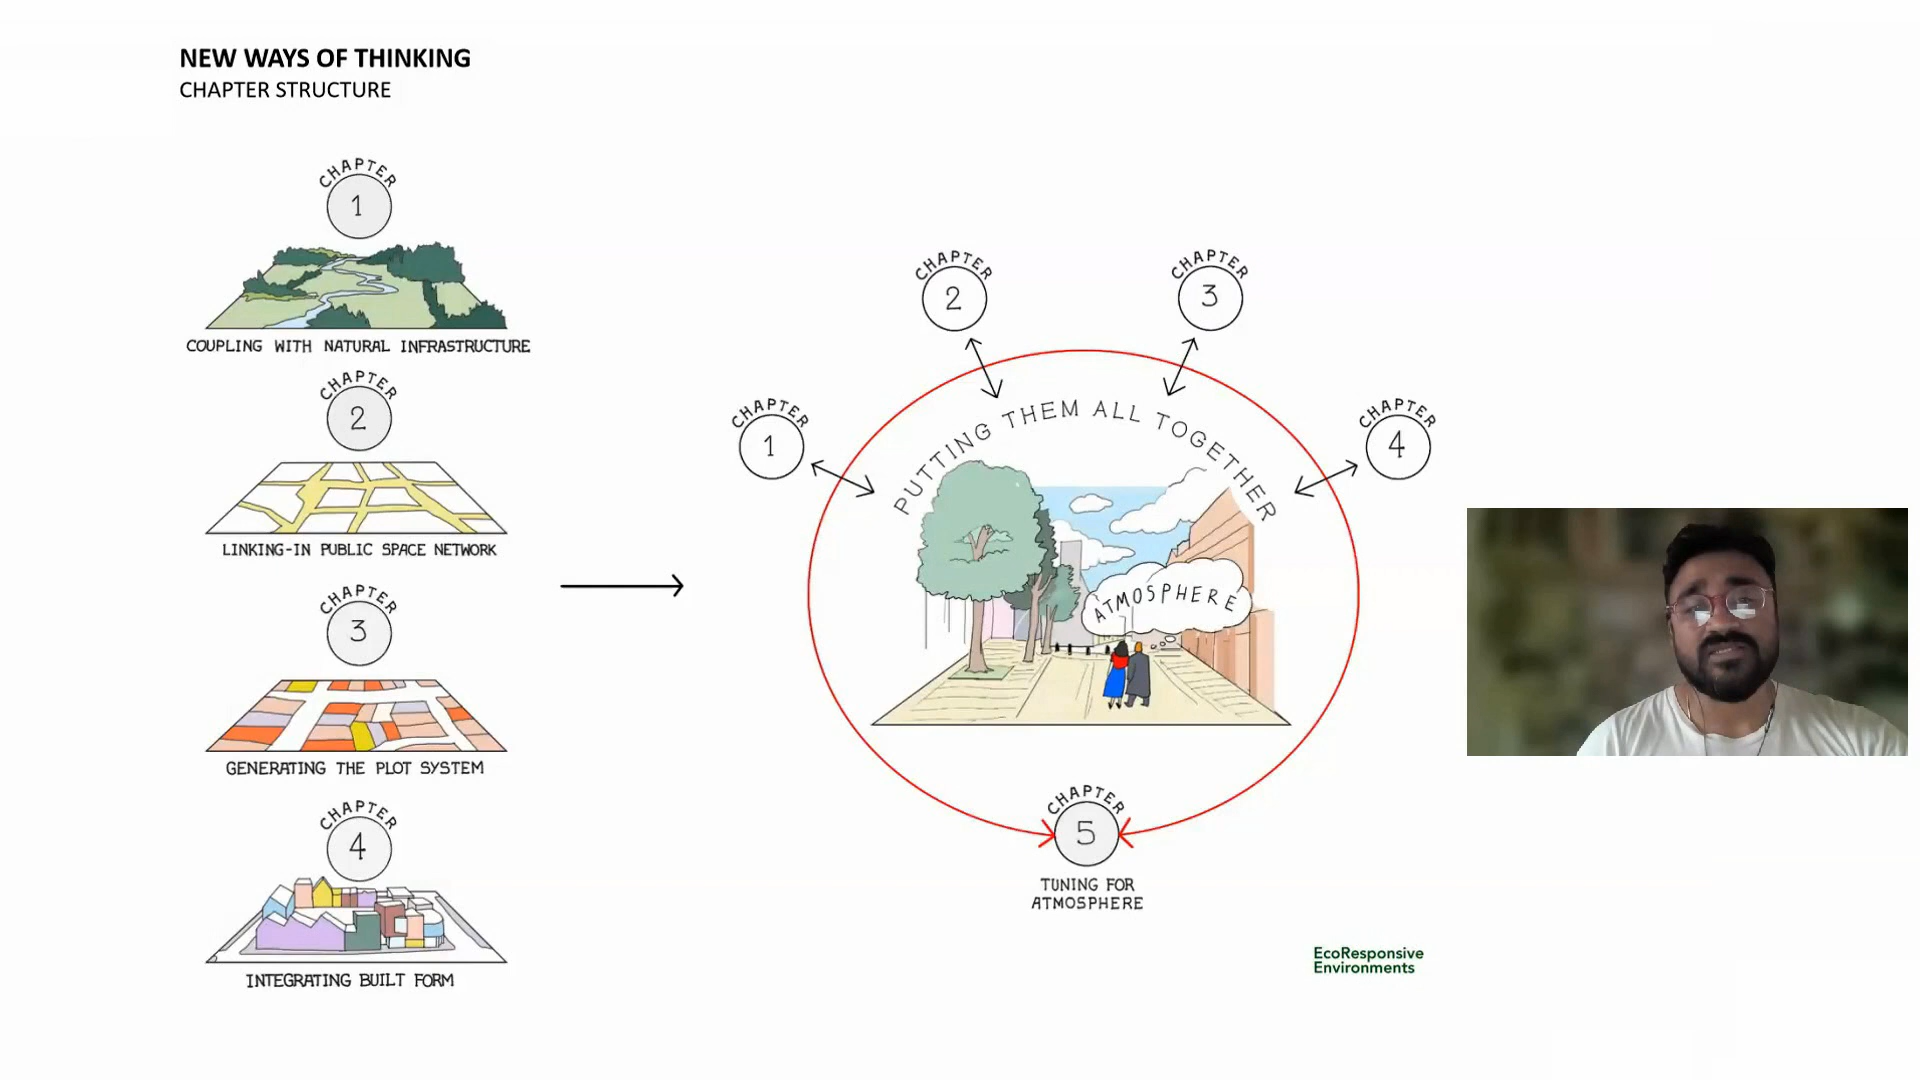 NEW WAYS OF THINKING
CHAPTER STRUCTURE
CHAPTER
1
COUPLING WITH NATURAL INFRASTRUCTURE
CHAPTER
2
LINKING-IN PUBLIC SPACE NETWORK
CHAPTER
3
GENERATING THE PLOT SYSTEM
CHAPTER
4
INTEGRATING BUILT FORM
CHAPTER
1
CHAPTER
2
CHAPTER
3
CHAPTER
4
PUTTING THEM ALL TOGETHER
ATMOSPHERE
CHAPTER
5
TUNING FOR
ATMOSPHERE
EcoResponsive
Environments